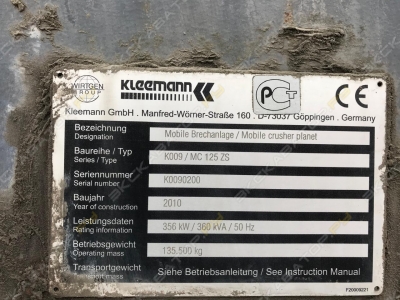 WIRTGEN
GROUP
KLEEMANN
PCT
CE
Kleemann GmbH . Manfred-Wörner-Straße 160 . D-73037 Göppingen . Germany
Bezeichnung
Designation
Mobile Brechanlage / Mobile crusher planet
Baureihe / Typ
Series / Type
K009 / MC 125 ZS
Seriennummer
Serial number
K0090200
Baujahr
Year of construction
2010
Leistungsdaten
Rating data
356 kW / 360 kVA / 50 Hz
Betriebsgewicht
Operating mass
135.500 kg
Transportgewicht
Transport mass
Siehe Betriebsanleitung / See Instruction Manual